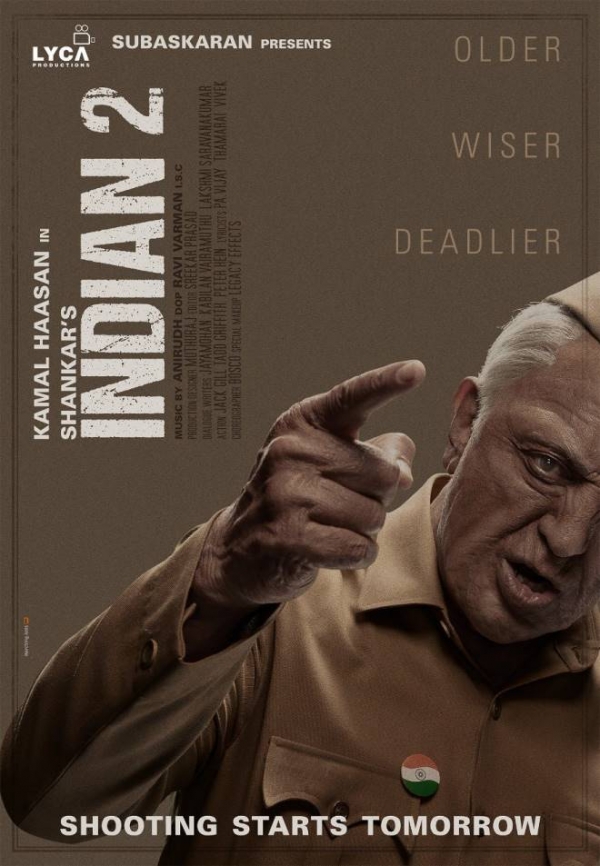 LYCA
PRODUCTIONS
SUBASKARAN PRESENTS
OLDER
WISER
DEADLIER
KAMAL HAASAN IN
SHANKAR'S
INDIAN 2
MUSIC BY ANIRUDH DOP RAVI VARMAN I.S.C
PRODUCTION DESIGNER MUTHURAJ EDITOR SREEKAR PRASAD
DIALOGUE WRITERS JAYAMOHAN KABILAN VAIRAMUTHU LAKSHMI SARAVANAKUMAR
ACTION JACK GILL TADD GRIFFITH PETER HEIN LYRICISTS PA VIJAY THAMARAI VIVEK
CHOREOGRAPHER BOSCO SPECIAL MAKEUP LEGACY EFFECTS
SHOOTING STARTS TOMORROW